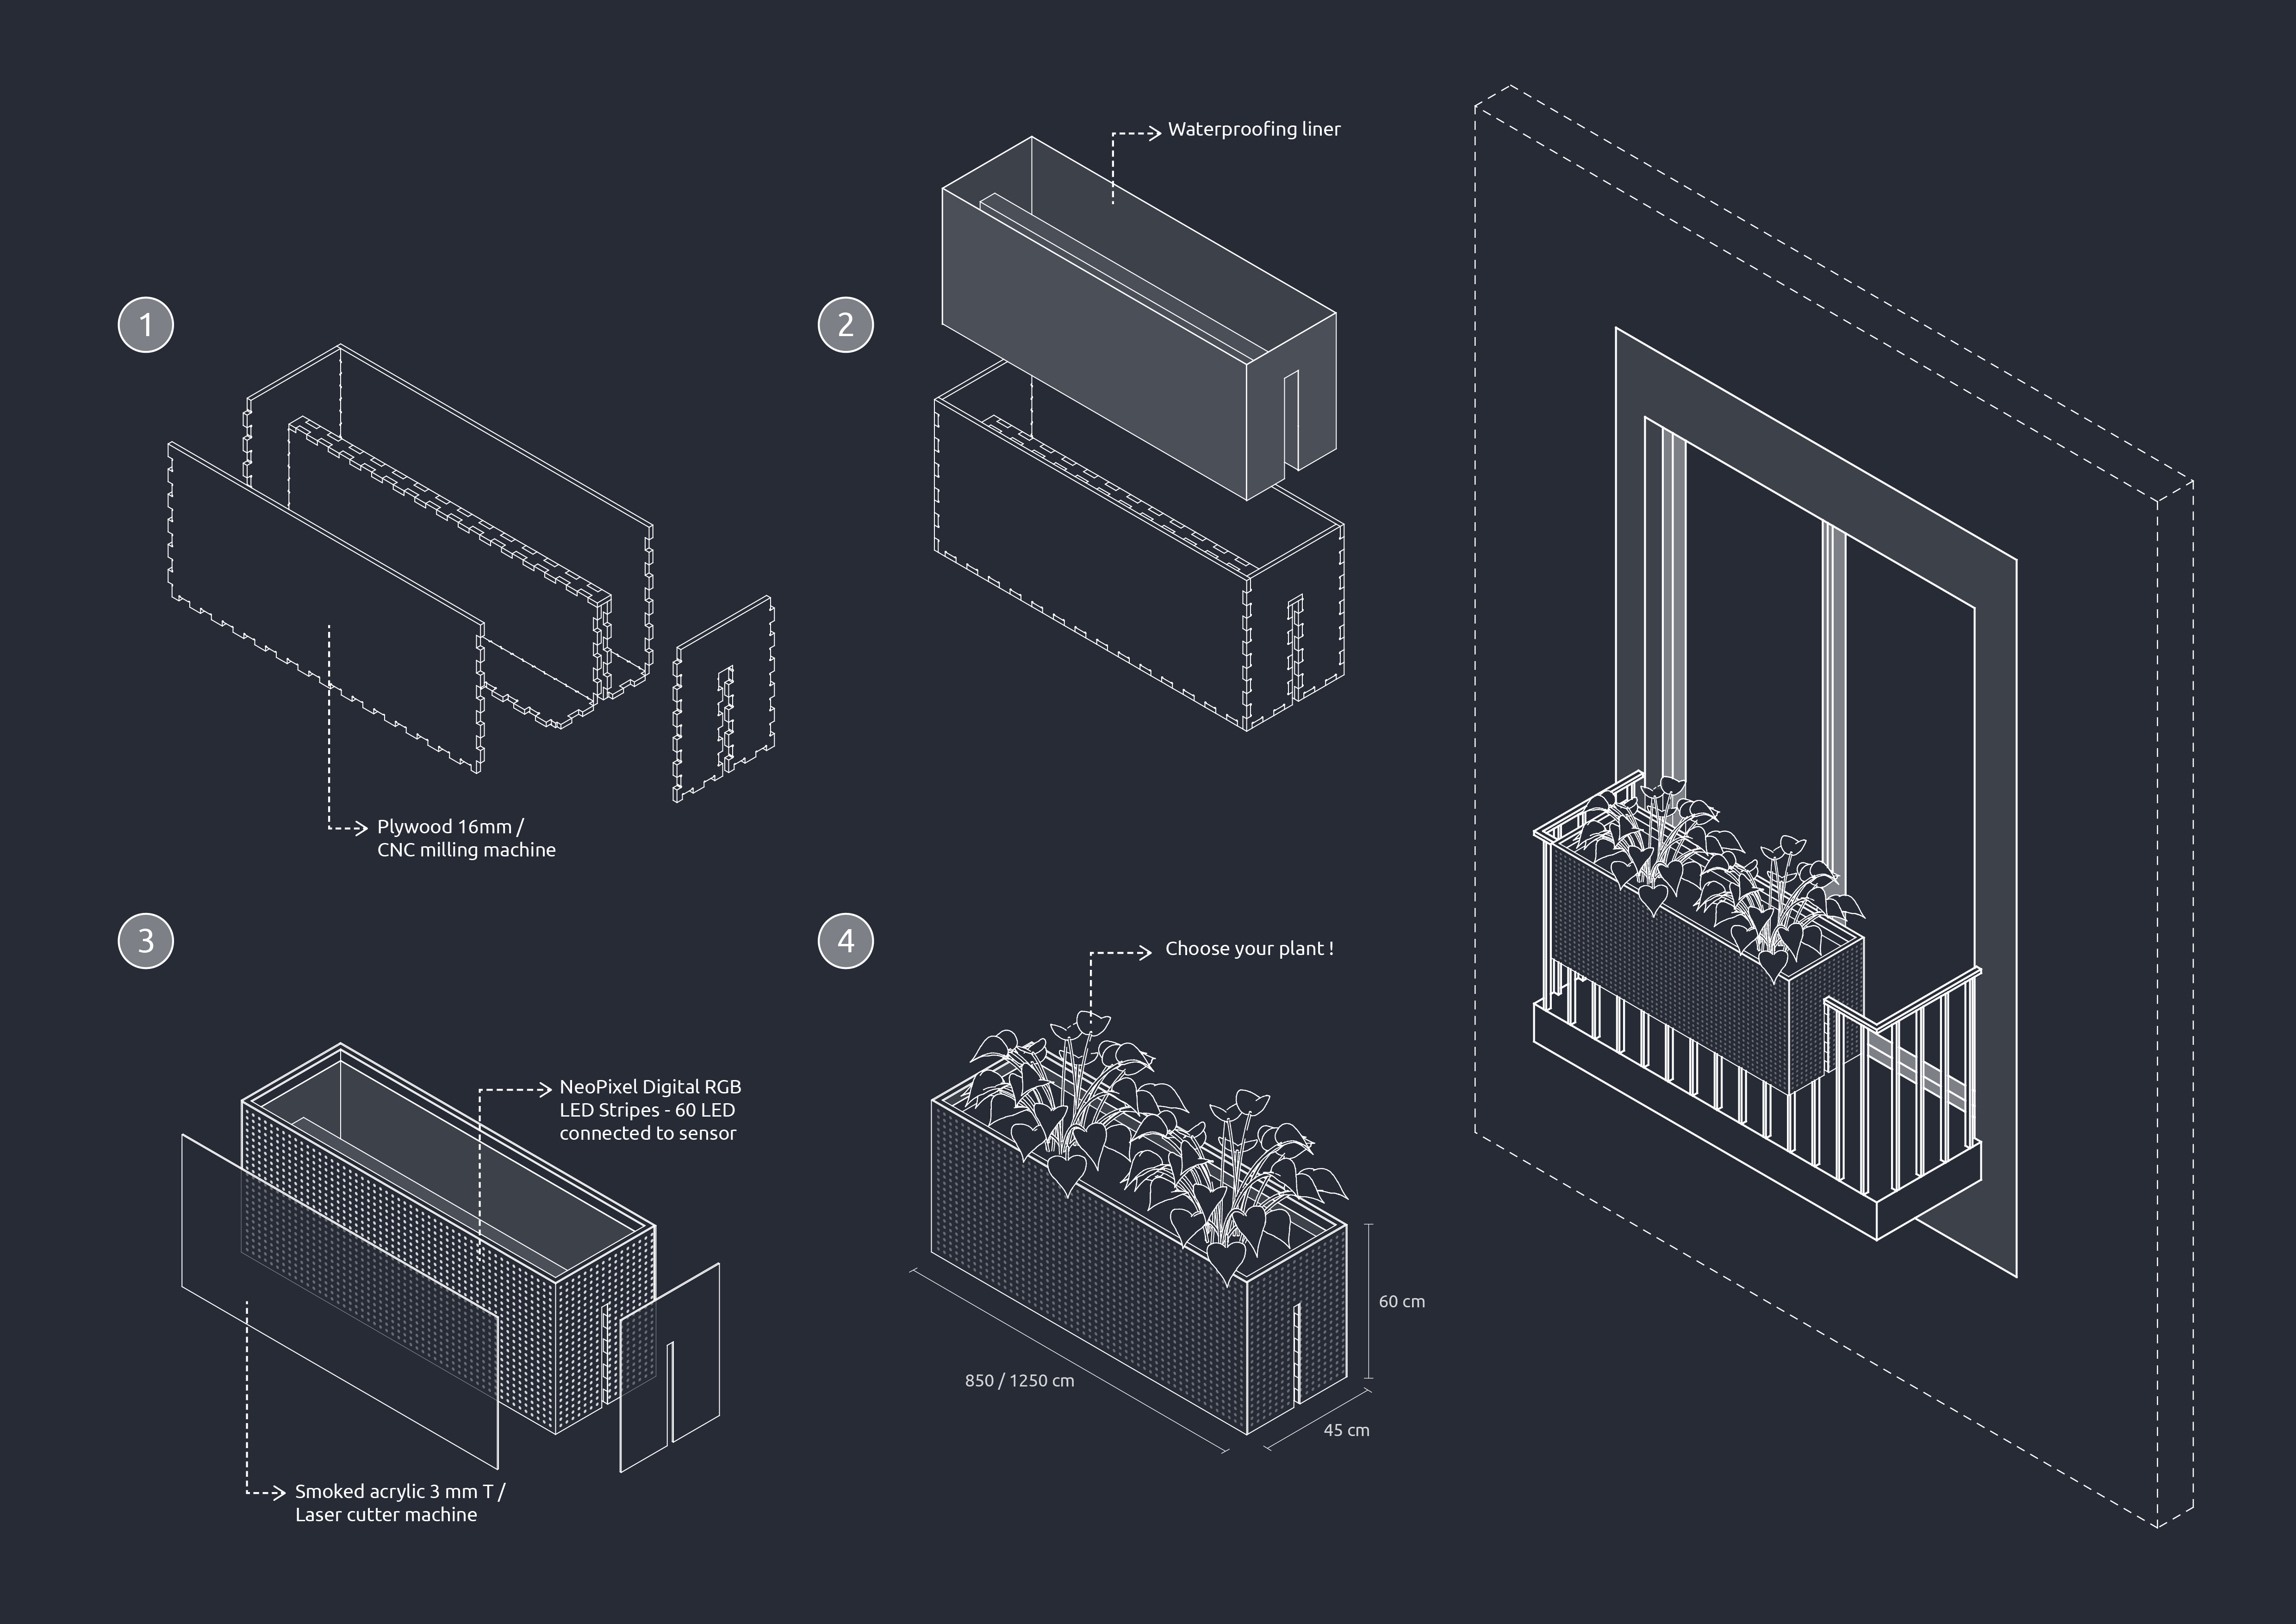 1
Plywood 16mm /
CNC milling machine
2
Waterproofing liner
3
NeoPixel Digital RGB
LED Stripes - 60 LED
connected to sensor
Smoked acrylic 3 mm T /
Laser cutter machine
4
Choose your plant !
60 cm
850 / 1250 cm
45 cm